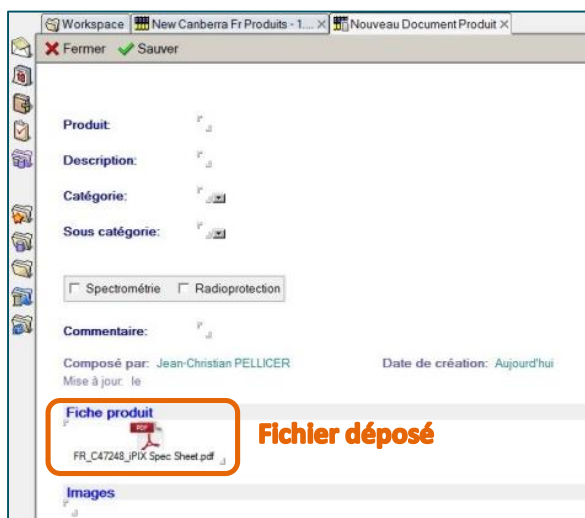 Workspace New Canberra Fr Produits - 1.... Nouveau Document Produit
Fermer Sauver
Produit:
Description:
Catégorie:
Sous catégorie:
Spectrométrie Radioprotection
Commentaire:
Composé par: Jean-Christian PELLICER Date de création: Aujourd'hui
Mise à jour: le
Fiche produit
PDF
Fichier déposé
FR_C47248_iPIX Spec Sheet.pdf
Images